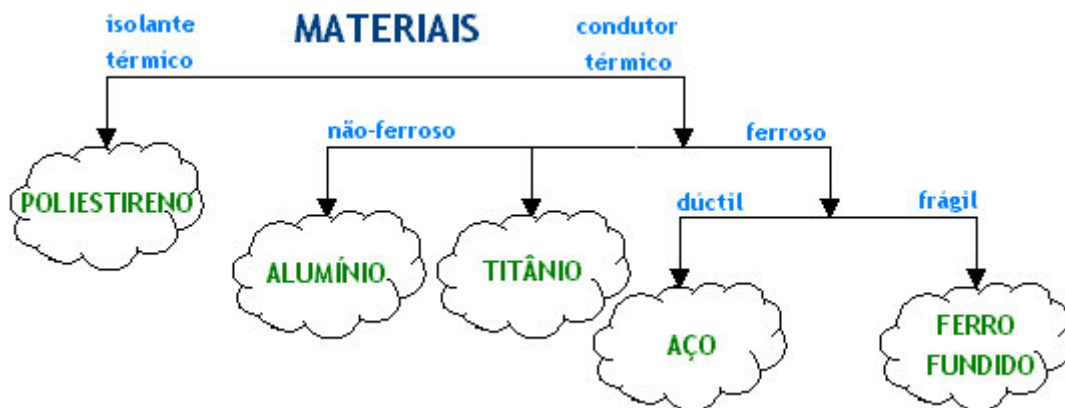 MATERIAIS
isolante
térmico
condutor
térmico
não-ferroso
ferroso
POLIESTIRENO
dúctil
frágil
ALUMÍNIO
TITÂNIO
AÇO
FERRO
FUNDIDO